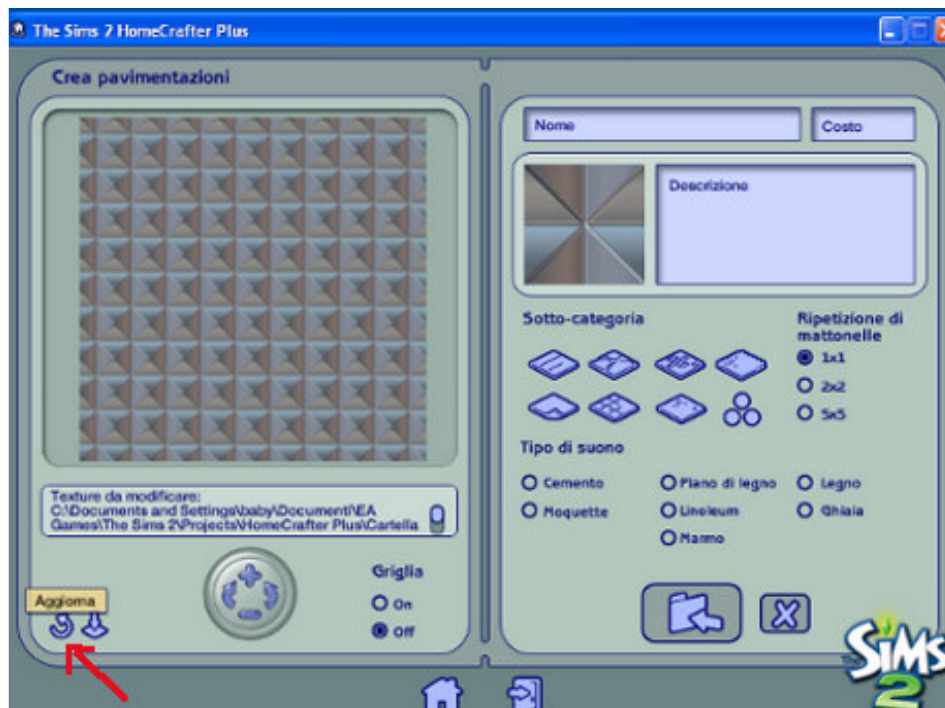 The Sims 2 HomeCrafter Plus
Crea pavimentazioni
Texture da modificare:
C:\Documents and Settings\baby\Documenti\EA
Games\The Sims 2\Projects\HomeCrafter Plus\Cartella
Aggiorna
Griglia
On
Off
Nome
Costo
Descrizione
Sotto-categoria
Ripetizione di
mattonelle
1x1
2x2
5x5
Tipo di suono
Cemento
Piano di legno
Legno
Moquette
Linoleum
Ghiaia
Marmo
The
SiMS
2